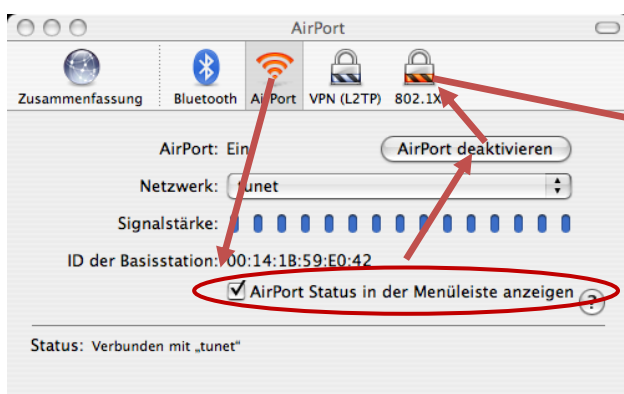 AirPort
Zusammenfassung Bluetooth AirPort VPN (L2TP) 802.1X
AirPort: Ein AirPort deaktivieren
Netzwerk: tunet
Signalstärke:
ID der Basisstation: 00:14:1B:59:E0:42
AirPort Status in der Menüleiste anzeigen ?
Status: Verbunden mit „tunet“